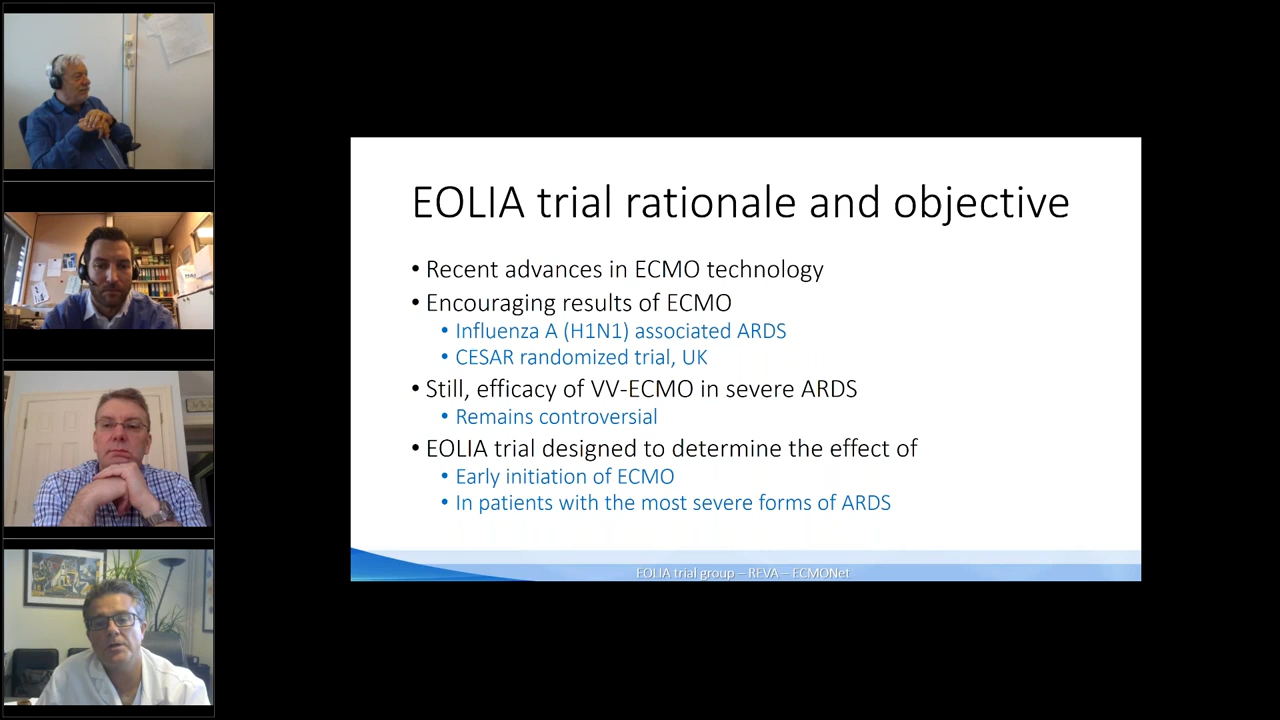 EOLIA trial rationale and objective
• Recent advances in ECMO technology
• Encouraging results of ECMO
• Influenza A (H1N1) associated ARDS
• CESAR randomized trial, UK
• Still, efficacy of VV-ECMO in severe ARDS
• Remains controversial
• EOLIA trial designed to determine the effect of
• Early initiation of ECMO
• In patients with the most severe forms of ARDS
EOLIA trial group – REVA – ECMONet